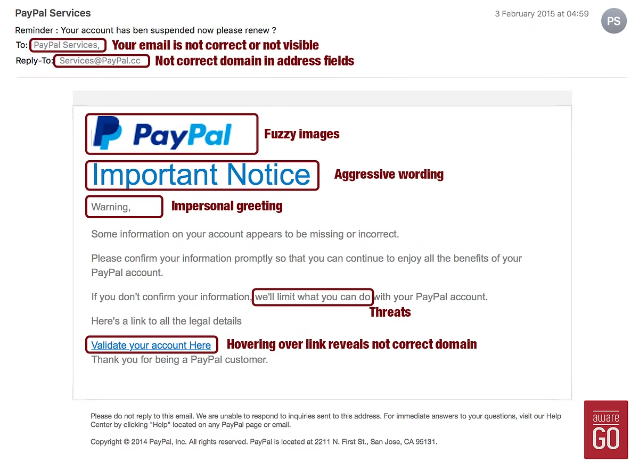 PayPal Services
3 February 2015 at 04:59
PS
Reminder : Your account has ben suspended now please renew ?
To: PayPal Services, Your email is not correct or not visible
Reply-To: Services@PayPal.cc Not correct domain in address fields
PayPal Fuzzy images
Important Notice Aggressive wording
Warning, Impersonal greeting
Some information on your account appears to be missing or incorrect.
Please confirm your information promptly so that you can continue to enjoy all the benefits of your
PayPal account.
If you don't confirm your information, we'll limit what you can do with your PayPal account.
Threats
Here's a link to all the legal details
Validate your account Here Hovering over link reveals not correct domain
Thank you for being a PayPal customer.
Please do not reply to this email. We are unable to respond to inquiries sent to this address. For immediate answers to your questions, visit our Help
Center by clicking "Help" located on any PayPal page or email.
Copyright © 2014 PayPal, Inc. All rights reserved. PayPal is located at 2211 N. First St., San Jose, CA 95131.
aware
GO